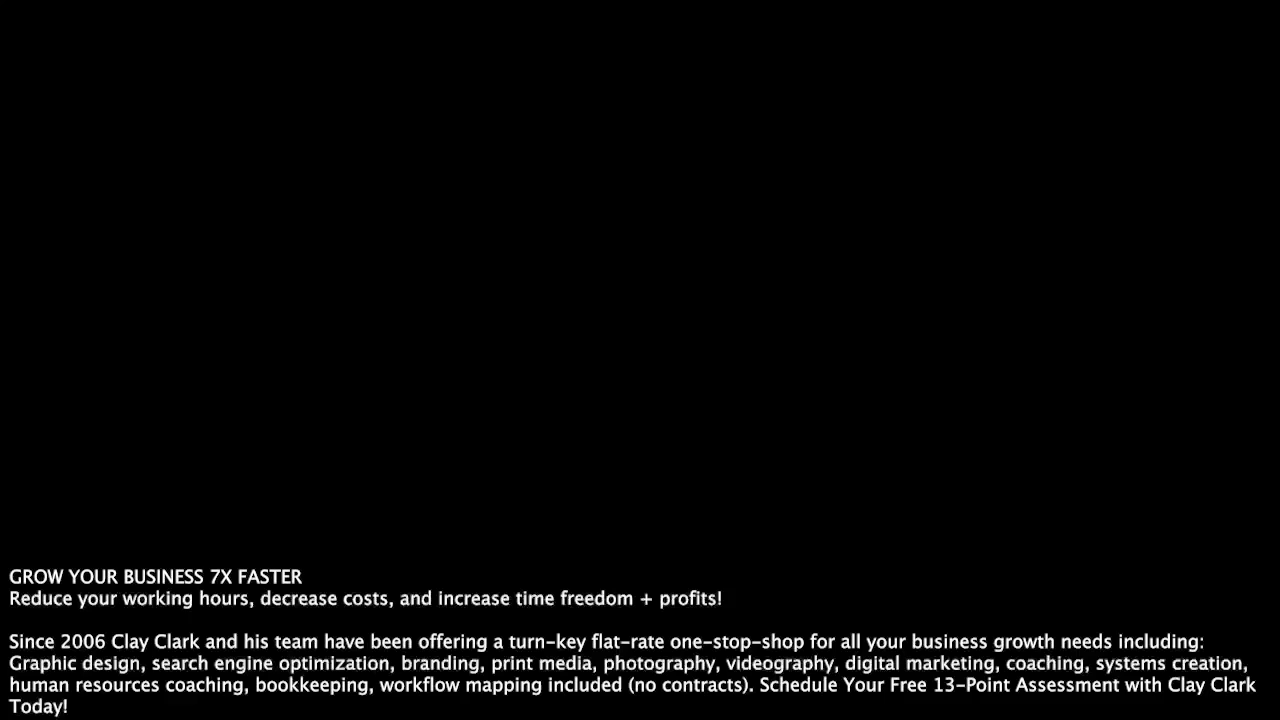 GROW YOUR BUSINESS 7X FASTER
Reduce your working hours, decrease costs, and increase time freedom + profits!
Since 2006 Clay Clark and his team have been offering a turn-key flat-rate one-stop-shop for all your business growth needs including:
Graphic design, search engine optimization, branding, print media, photography, videography, digital marketing, coaching, systems creation,
human resources coaching, bookkeeping, workflow mapping included (no contracts). Schedule Your Free 13-Point Assessment with Clay Clark
Today!